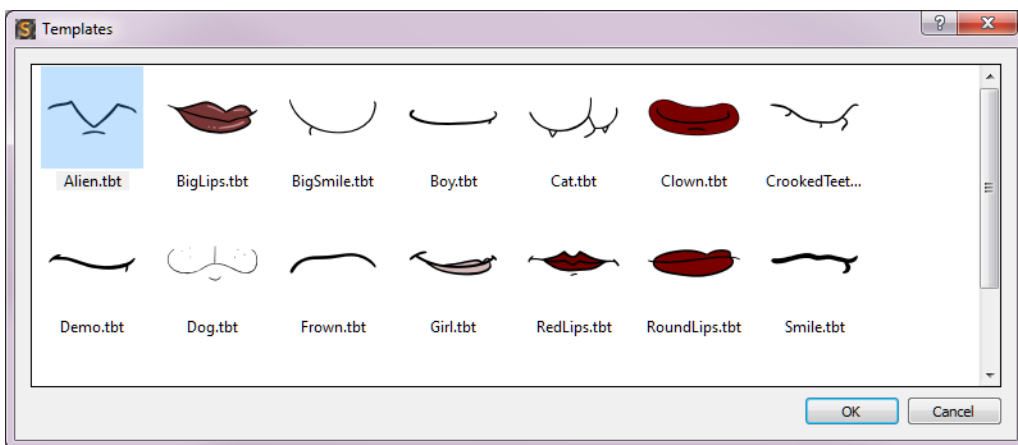 Templates
Alien.tbt BigLips.tbt BigSmile.tbt Boy.tbt Cat.tbt Clown.tbt CrookedTeet...
Demo.tbt Dog.tbt Frown.tbt Girl.tbt RedLips.tbt RoundLips.tbt Smile.tbt
OK Cancel